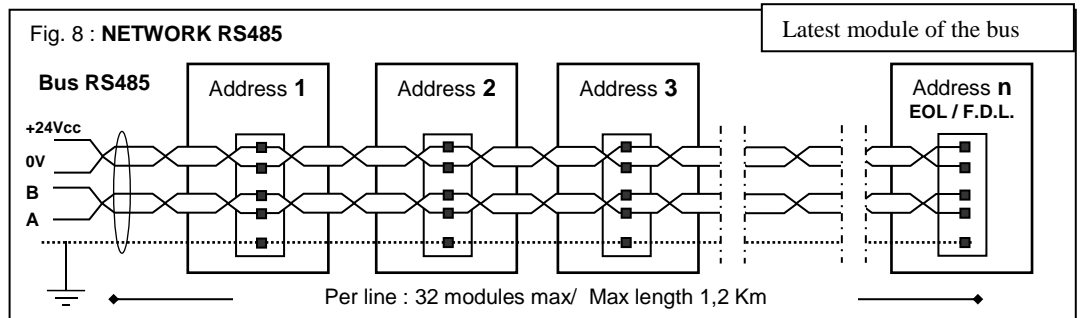 Latest module of the bus
Fig. 8 : NETWORK RS485
Bus RS485
Address 1
Address 2
Address 3
Address n
EOL / F.D.L.
+24Vcc
0V
B
A
Per line : 32 modules max/ Max length 1,2 Km